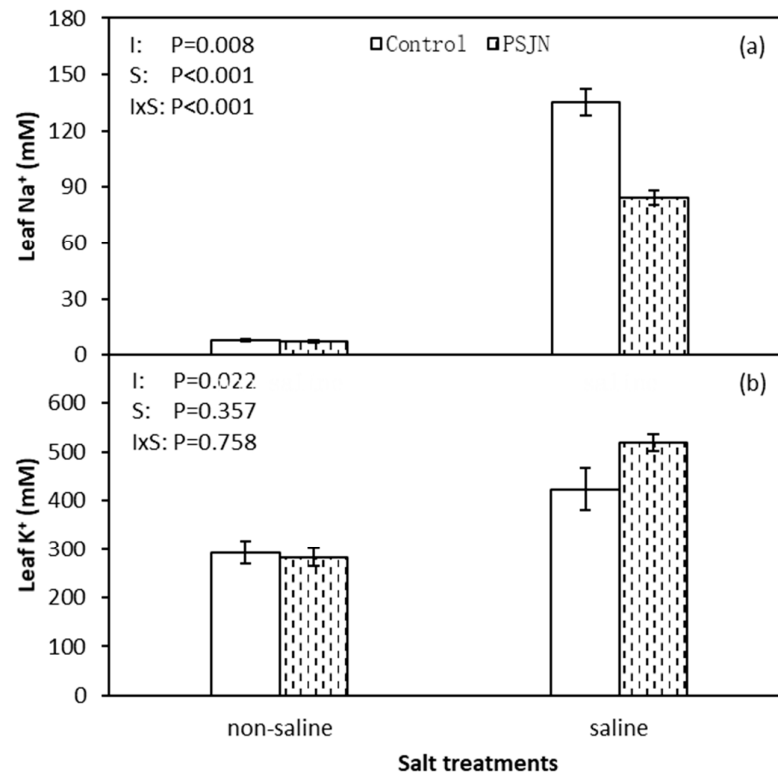 I: P=0.008
S: P<0.001
IxS: P<0.001
Control PSJN
(a)
Leaf Na⁺ (mM)
180
150
120
90
60
30
0
I: P=0.022
S: P=0.357
IxS: P=0.758
(b)
Leaf K⁺ (mM)
600
500
400
300
200
100
0
non-saline saline
Salt treatments